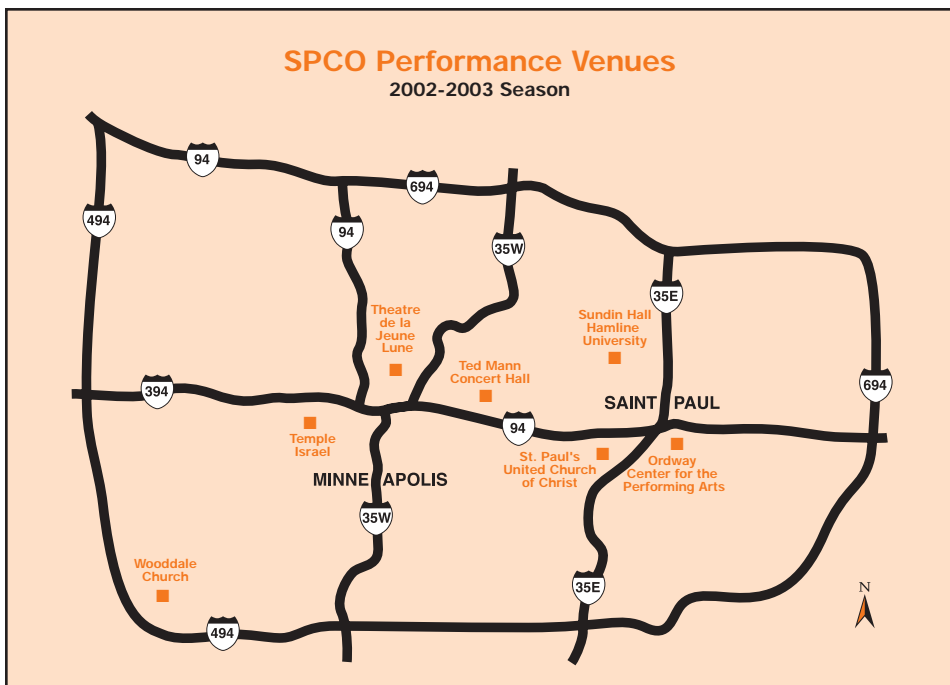 SPCO Performance Venues
2002-2003 Season
94
694
494
94
35W
35E
Theatre
de la
Jeune
Lune
Sundin Hall
Hamline
University
Ted Mann
Concert Hall
394
694
SAINT PAUL
94
Temple
Israel
St. Paul's
United Church
of Christ
Ordway
Center for the
Performing Arts
MINNEAPOLIS
35W
Wooddale
Church
35E
N
494